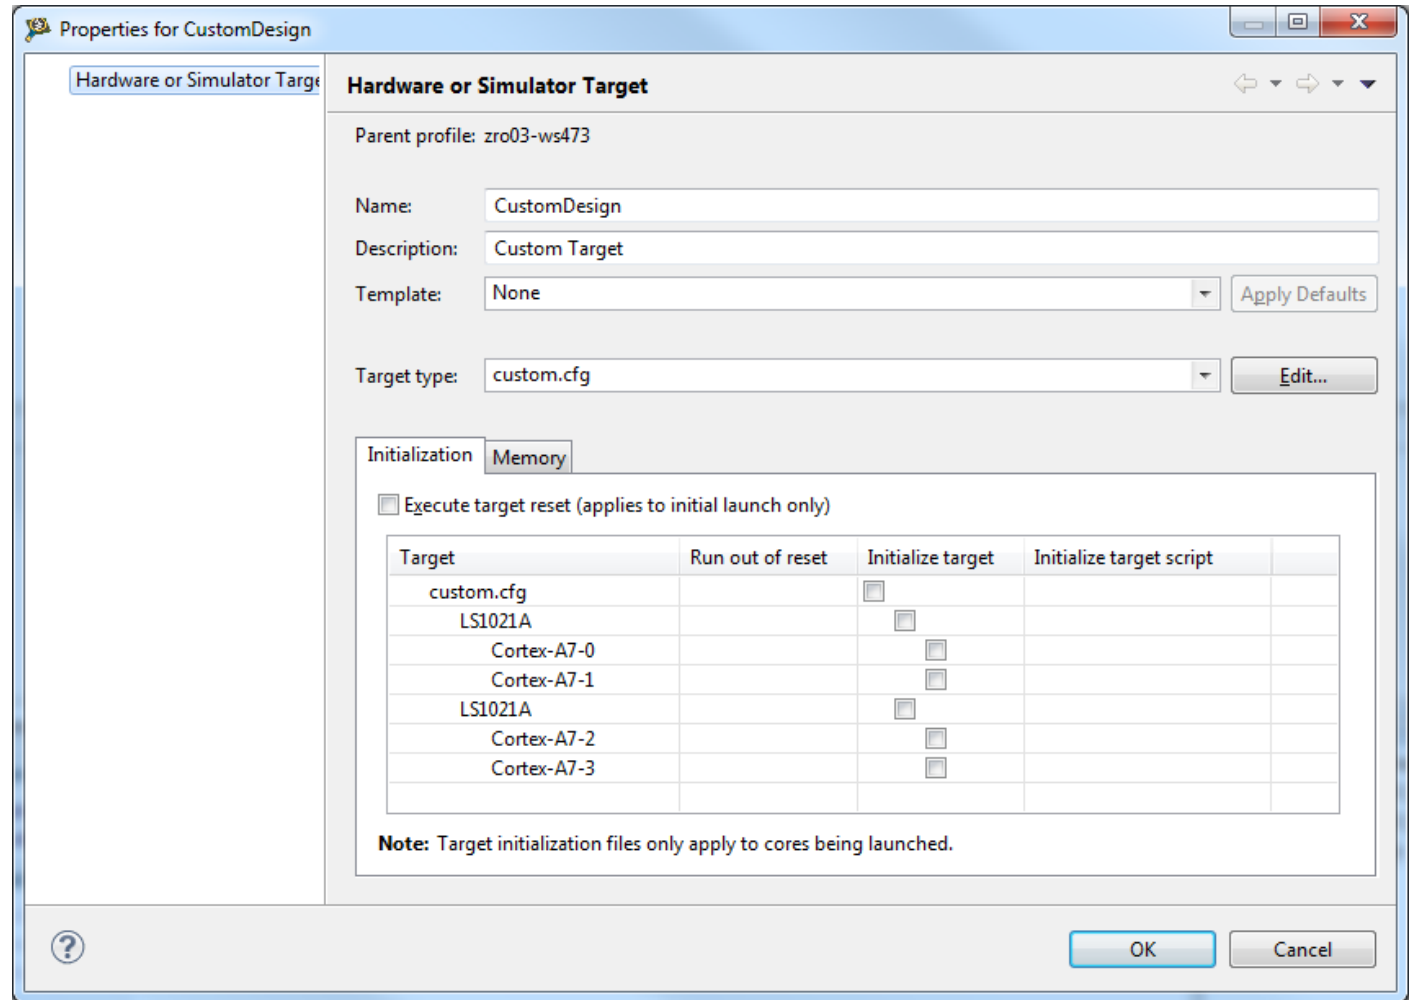 Properties for CustomDesign
Hardware or Simulator Targe
Hardware or Simulator Target
Parent profile: zro03-ws473
Name: CustomDesign
Description: Custom Target
Template: None Apply Defaults
Target type: custom.cfg Edit...
Initialization Memory
Execute target reset (applies to initial launch only)
Target Run out of reset Initialize target Initialize target script
custom.cfg
LS1021A
Cortex-A7-0
Cortex-A7-1
LS1021A
Cortex-A7-2
Cortex-A7-3
Note: Target initialization files only apply to cores being launched.
? OK Cancel